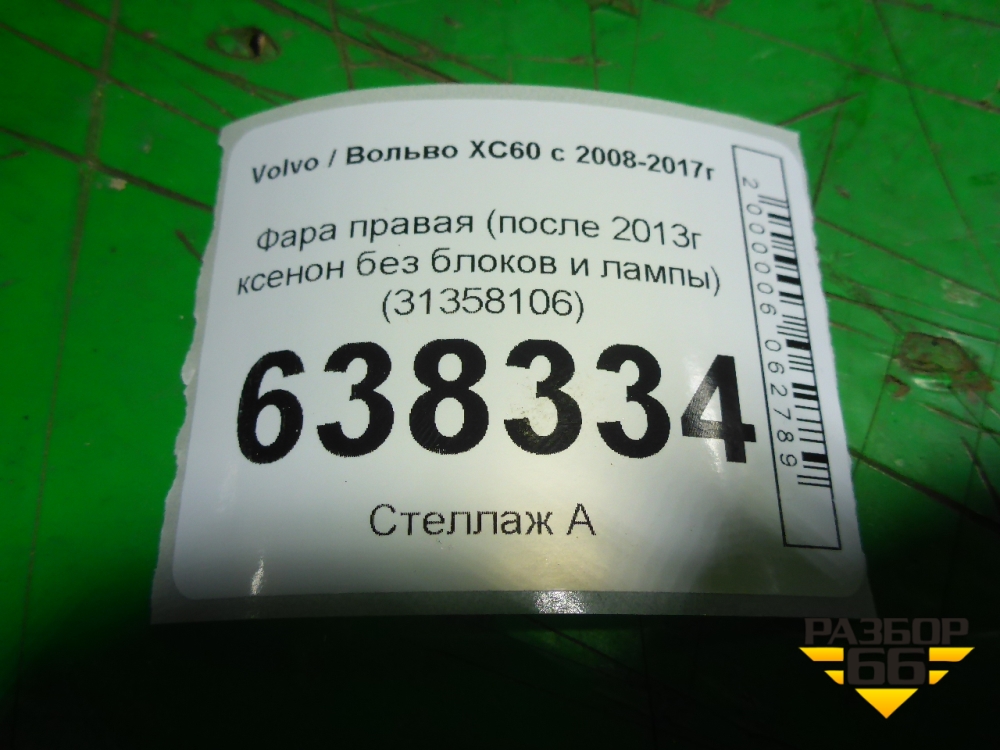 Volvo / Вольво XC60 с 2008-2017г
Фара правая (после 2013г
ксенон без блоков и лампы)
(31358106)
638334
Стеллаж А
2000006062789
РАЗБОР
66